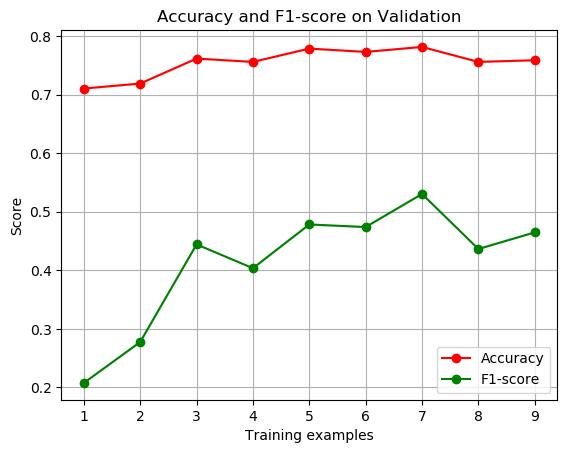 Accuracy and F1-score on Validation
0.8
0.7
0.6
0.5
0.4
0.3
0.2
Score
1 2 3 4 5 6 7 8 9
Training examples
Accuracy
F1-score